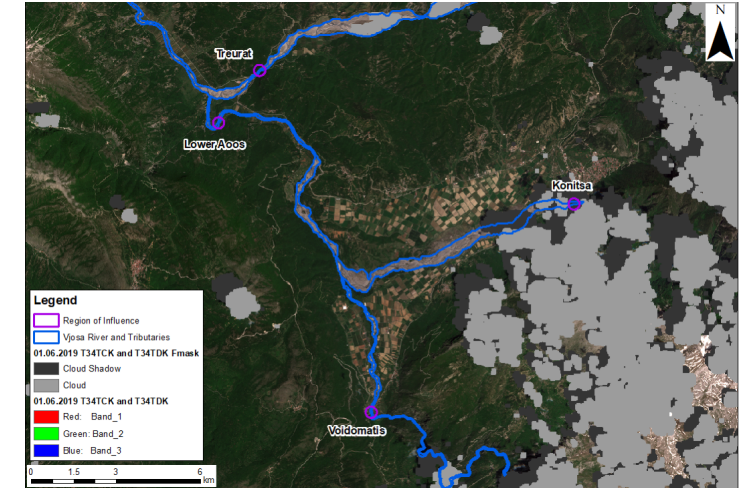 N
Treurat
Lower Aoos
Konitsa
Legend
Region of Influence
Vjosa River and Tributaries
01.06.2019 T34TCK and T34TDK Fmask
Cloud Shadow
Cloud
01.06.2019 T34TCK and T34TDK
Red: Band_1
Green: Band_2
Blue: Band_3
Voidomatis
0 1.5 3 6
km